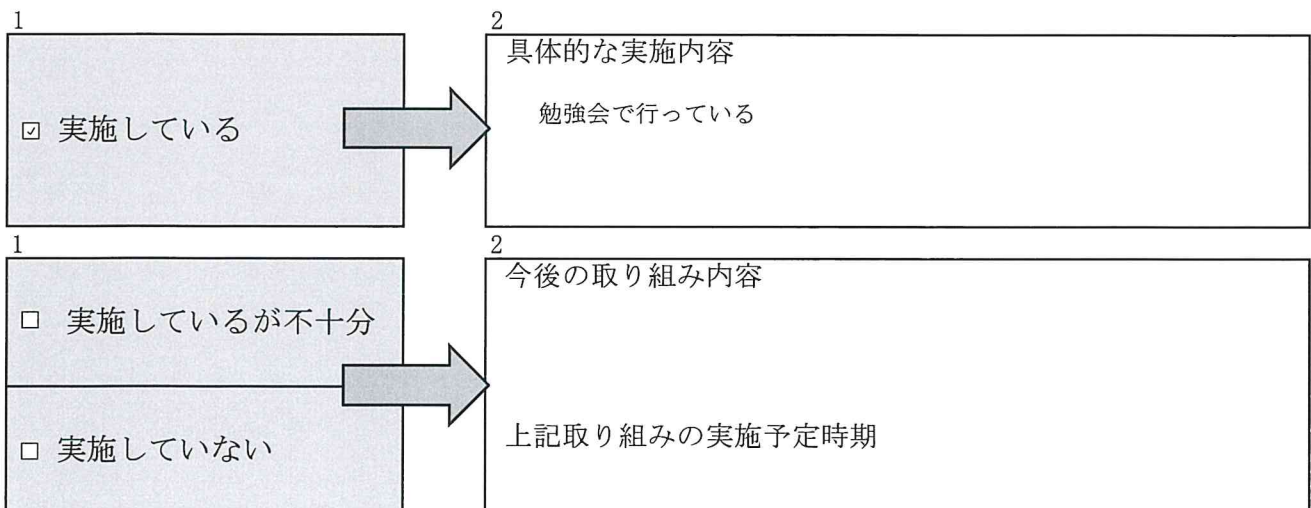 1
☑ 実施している
2
具体的な実施内容
勉強会で行っている
1
□ 実施しているが不十分
□ 実施していない
2
今後の取り組み内容
上記取り組みの実施予定時期